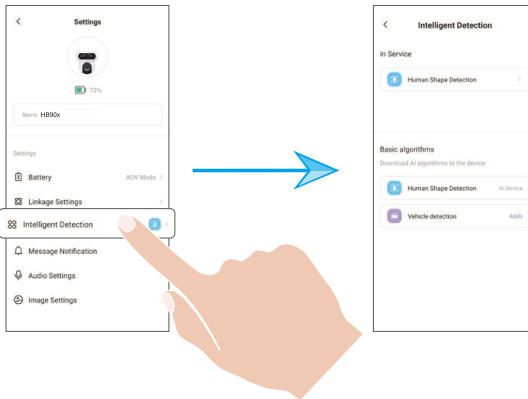 Settings
73%
Name HB90x
Settings
Battery AOV Mode
Linkage Settings
Intelligent Detection
Message Notification
Audio Settings
Image Settings
Intelligent Detection
In Service
Human Shape Detection
Basic algorithms
Download AI algorithms to the device
Human Shape Detection In Service
Vehicle detection Apply